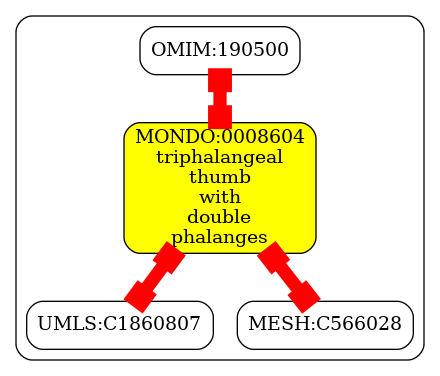 OMIM:190500
MONDO:0008604
triphalangeal
thumb
with
double
phalanges
UMLS:C1860807
MESH:C566028